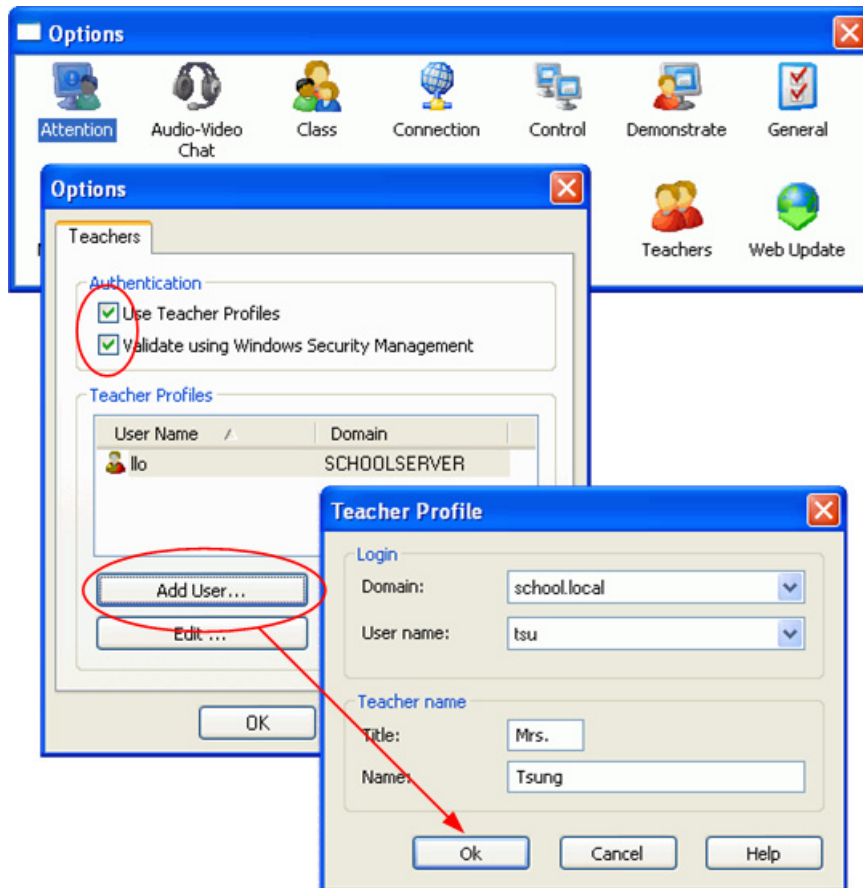 Options
Attention
Audio-Video
Chat
Class
Connection
Control
Demonstrate
General
Teachers
Web Update
Options
Teachers
Authentication
Use Teacher Profiles
Validate using Windows Security Management
Teacher Profiles
User Name
Domain
llo
SCHOOLSERVER
Add User...
Edit ...
OK
Teacher Profile
Login
Domain:
school.local
User name:
tsu
Teacher name
Title:
Mrs.
Name:
Tsung
Ok
Cancel
Help